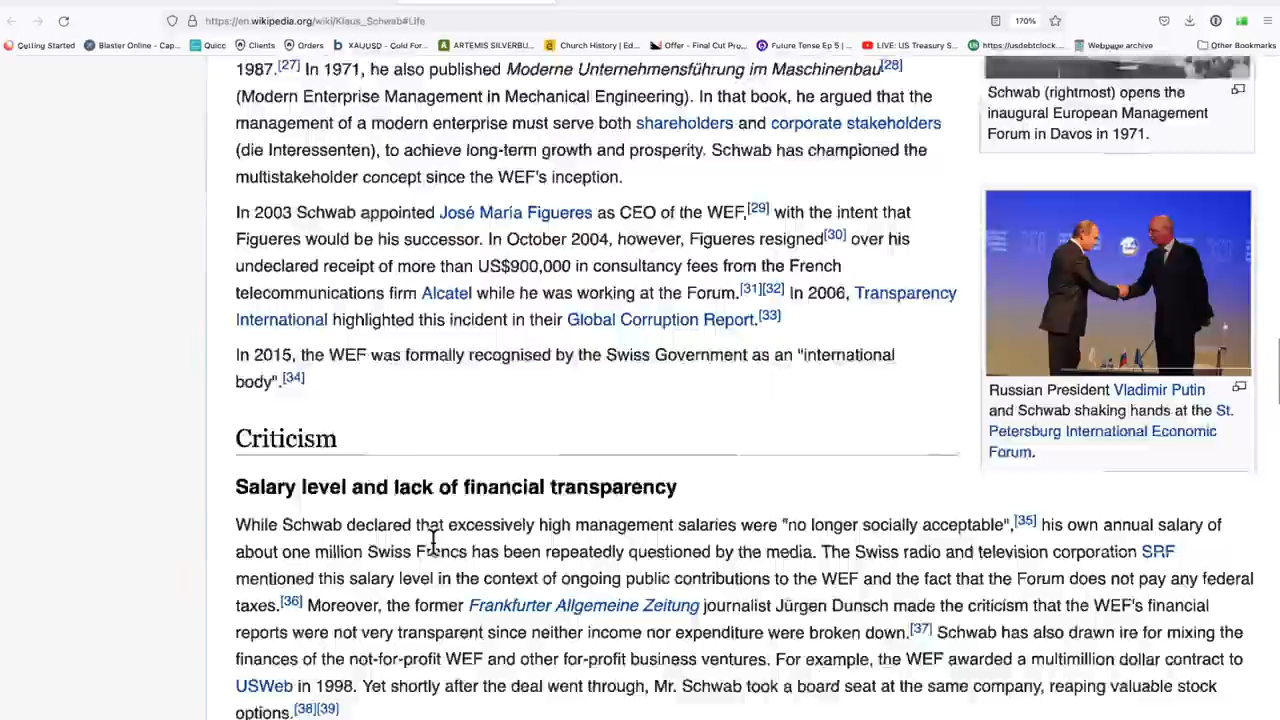 https://en.wikipedia.org/wiki/Klaus_Schwab#Life
170%
Getting Started
Blaster Online - Cap...
Quicc
Clients
Orders
XAUUSD - Gold For...
ARTEMIS SILVERBU...
Church History | Ed...
Offer - Final Cut Pro...
Future Tense Ep 5 | ...
LIVE: US Treasury S...
https://usdebtclock....
Webpage archive
Other Bookmarks
1987.[27] In 1971, he also published Moderne Unternehmensführung im Maschinenbau[28]
(Modern Enterprise Management in Mechanical Engineering). In that book, he argued that the
management of a modern enterprise must serve both shareholders and corporate stakeholders
(die Interessenten), to achieve long-term growth and prosperity. Schwab has championed the
multistakeholder concept since the WEF's inception.
In 2003 Schwab appointed José María Figueres as CEO of the WEF,[29] with the intent that
Figueres would be his successor. In October 2004, however, Figueres resigned[30] over his
undeclared receipt of more than US$900,000 in consultancy fees from the French
telecommunications firm Alcatel while he was working at the Forum.[31][32] In 2006, Transparency
International highlighted this incident in their Global Corruption Report.[33]
In 2015, the WEF was formally recognised by the Swiss Government as an "international
body".[34]
Schwab (rightmost) opens the
inaugural European Management
Forum in Davos in 1971.
Russian President Vladimir Putin
and Schwab shaking hands at the St.
Petersburg International Economic
Forum.
Criticism
Salary level and lack of financial transparency
While Schwab declared that excessively high management salaries were "no longer socially acceptable",[35] his own annual salary of
about one million Swiss Francs has been repeatedly questioned by the media. The Swiss radio and television corporation SRF
mentioned this salary level in the context of ongoing public contributions to the WEF and the fact that the Forum does not pay any federal
taxes.[36] Moreover, the former Frankfurter Allgemeine Zeitung journalist Jürgen Dunsch made the criticism that the WEF's financial
reports were not very transparent since neither income nor expenditure were broken down.[37] Schwab has also drawn ire for mixing the
finances of the not-for-profit WEF and other for-profit business ventures. For example, the WEF awarded a multimillion dollar contract to
USWeb in 1998. Yet shortly after the deal went through, Mr. Schwab took a board seat at the same company, reaping valuable stock
options.[38][39]